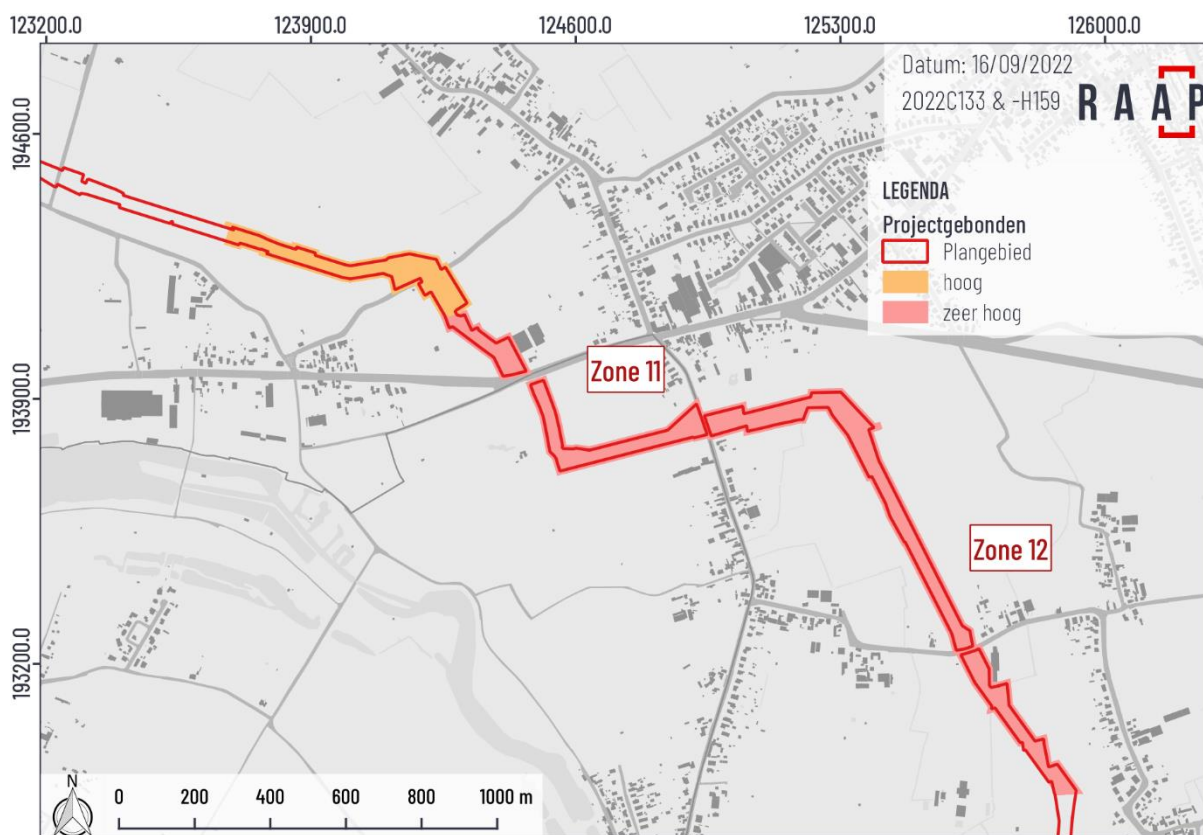 123200.0 123900.0 124600.0 125300.0 126000.0
Datum: 16/09/2022
2022C133 & -H159
RAAP
194600.0
LEGENDA
Projectgebonden
Plangebied
hoog
zeer hoog
Zone 11
193900.0
Zone 12
193200.0
N
0 200 400 600 800 1000 m